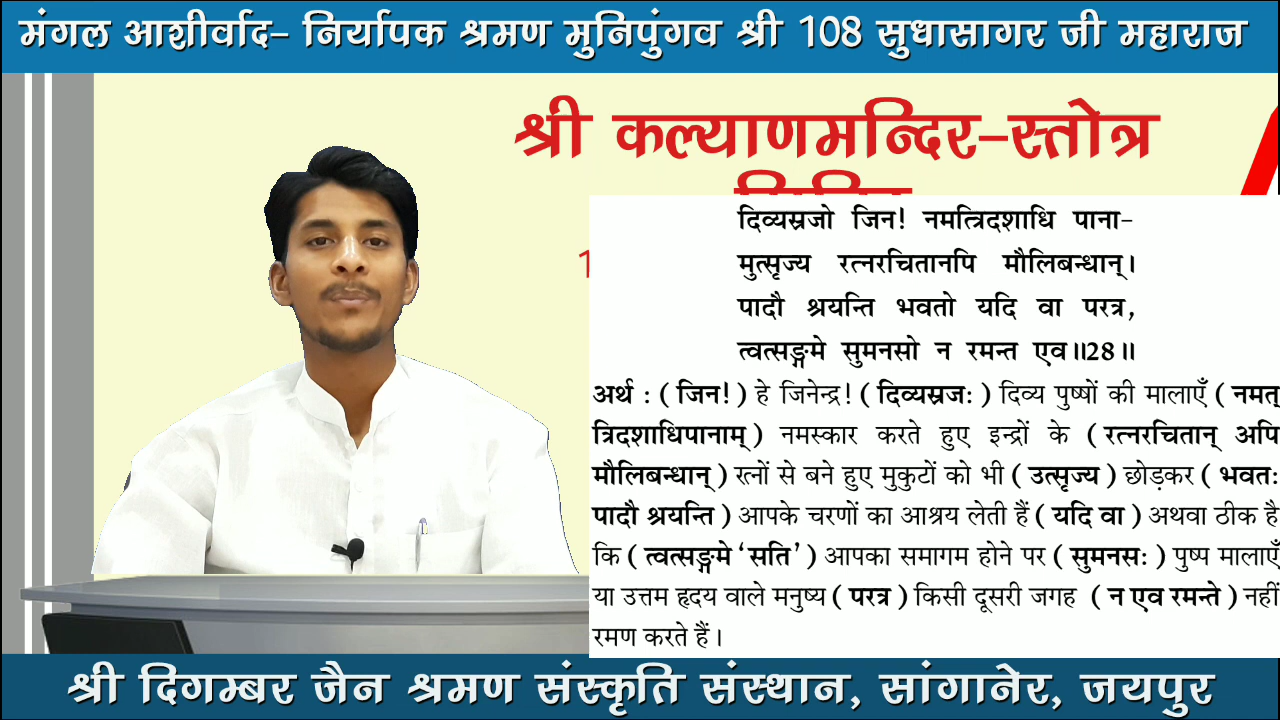 मंगल आशीर्वाद- निर्यापक श्रमण मुनिपुंगव श्री 108 सुधासागर जी महाराज
श्री कल्याणमन्दिर-स्तोत्र
दिव्यस्रजो जिन! नमत्त्रिदशाधि पाना-
मुत्सृज्य रत्नरचितानपि मौलिबन्धान्।
पादौ श्रयन्ति भवतो यदि वा परत्र,
त्वत्सङ्गमे सुमनसो न रमन्त एव॥28॥
अर्थ : ( जिन! ) हे जिनेन्द्र! ( दिव्यस्रजः ) दिव्य पुष्पों की मालाएँ ( नमत्
त्रिदशाधिपानाम् ) नमस्कार करते हुए इन्द्रों के ( रत्नरचितान् अपि
मौलिबन्धान् ) रत्नों से बने हुए मुकुटों को भी ( उत्सृज्य ) छोड़कर ( भवतः
पादौ श्रयन्ति ) आपके चरणों का आश्रय लेती हैं ( यदि वा ) अथवा ठीक है
कि ( त्वत्सङ्गमे ‘सति’ ) आपका समागम होने पर ( सुमनसः ) पुष्प मालाएँ
या उत्तम हृदय वाले मनुष्य ( परत्र ) किसी दूसरी जगह ( न एव रमन्ते ) नहीं
रमण करते हैं।
श्री दिगम्बर जैन श्रमण संस्कृति संस्थान, सांगानेर, जयपुर